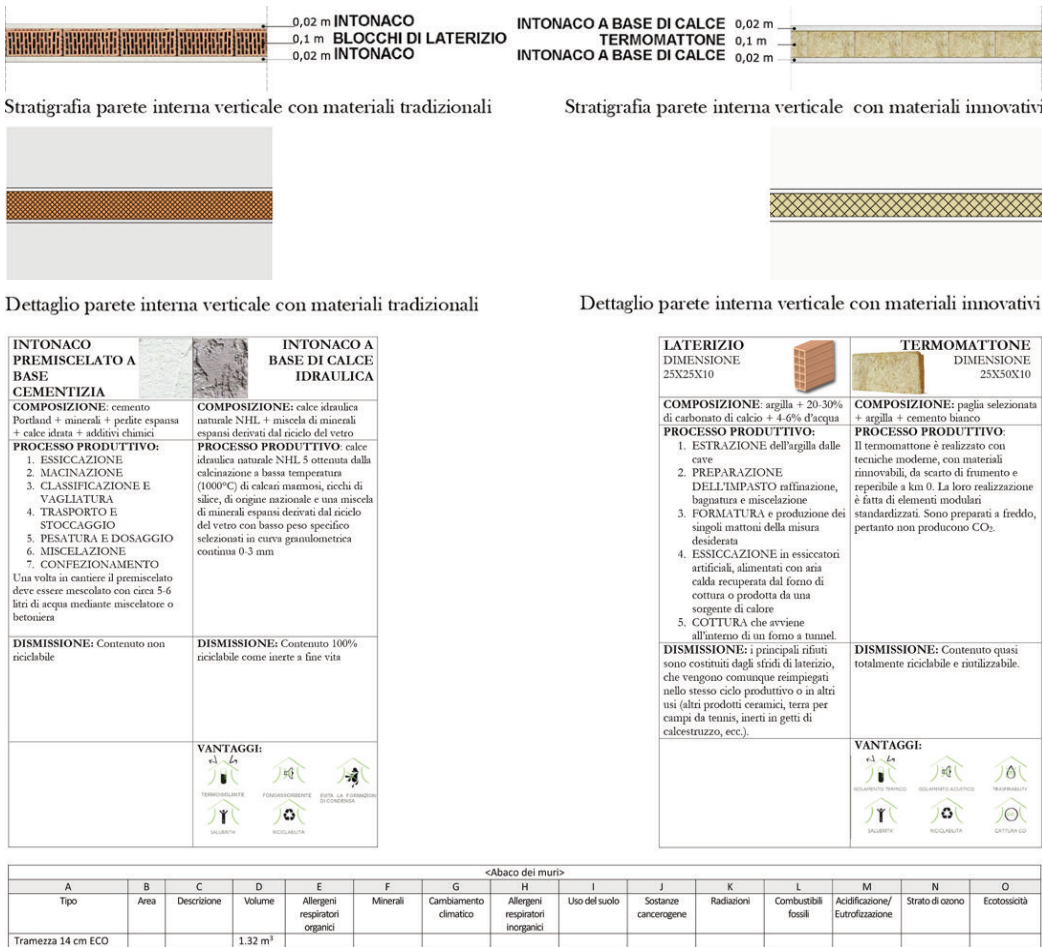 0,02 m INTONACO
0,1 m BLOCCHI DI LATERIZIO
0,02 m INTONACO
INTONACO A BASE DI CALCE 0,02 m
TERMOMATTONE 0,1 m
INTONACO A BASE DI CALCE 0,02 m
Stratigrafia parete interna verticale con materiali tradizionali
Stratigrafia parete interna verticale con materiali innovativi
Dettaglio parete interna verticale con materiali tradizionali
Dettaglio parete interna verticale con materiali innovativi
INTONACO
PREMISCELATO A
BASE
CEMENTIZIA
INTONACO A
BASE DI CALCE
IDRAULICA
COMPOSIZIONE: cemento
Portland + minerali + perlite espansa
+ calce idrata + additivi chimici
COMPOSIZIONE: calce idraulica
naturale NHL + miscela di minerali
espansi derivati dal riciclo del vetro
PROCESSO PRODUTTIVO:
1. ESSICCAZIONE
2. MACINAZIONE
3. CLASSIFICAZIONE E
VAGLIATURA
4. TRASPORTO E
STOCCAGGIO
5. PESATURA E DOSAGGIO
6. MISCELAZIONE
7. CONFEZIONAMENTO
Una volta in cantiere il premiscelato
deve essere mescolato con circa 5-6
litri di acqua mediante miscelatore o
betoniera
PROCESSO PRODUTTIVO: calce
idraulica naturale NHL 5 ottenuta dalla
calcinazione a bassa temperatura
(1000°C) di calcari marnosi, ricchi di
silice, di origine nazionale e una miscela
di minerali espansi derivati dal riciclo
del vetro con basso peso specifico
selezionati in curva granulometrica
continua 0-3 mm
DISMISSIONE: Contenuto non
riciclabile
DISMISSIONE: Contenuto 100%
riciclabile come inerte a fine vita
VANTAGGI:
TERMOISOLANTE
FONOASSORBENTE
EVITA LA FORMAZIONE
DI CONDENSA
SALUBRITA'
RICICLABILITA'
LATERIZIO
DIMENSIONE
25X25X10
TERMOMATTONE
DIMENSIONE
25X50X10
COMPOSIZIONE: argilla + 20-30%
di carbonato di calcio + 4-6% d'acqua
COMPOSIZIONE: paglia selezionata
+ argilla + cemento bianco
PROCESSO PRODUTTIVO:
1. ESTRAZIONE dell'argilla dalle
cave
2. PREPARAZIONE
DELL'IMPASTO raffinazione,
bagnatura e miscelazione
3. FORMATURA e produzione dei
singoli mattoni della misura
desiderata
4. ESSICCAZIONE in essiccatori
artificiali, alimentati con aria
calda recuperata dal forno di
cottura o prodotta da una
sorgente di calore
5. COTTURA che avviene
all'interno di un forno a tunnel.
PROCESSO PRODUTTIVO:
Il termomattone è realizzato con
tecniche moderne, con materiali
rinnovabili, da scarto di frumento e
reperibile a km 0. La loro realizzazione
è fatta di elementi modulari
standardizzati. Sono preparati a freddo,
pertanto non producono CO₂.
DISMISSIONE: i principali rifiuti
sono costituiti dagli sfridi di laterizio,
che vengono comunque reimpiegati
nello stesso ciclo produttivo o in altri
usi (altri prodotti ceramici, terra per
campi da tennis, inerti in getti di
calcestruzzo, ecc.).
DISMISSIONE: Contenuto quasi
totalmente riciclabile e riutilizzabile.
VANTAGGI:
ISOLAMENTO TERMICO
ISOLAMENTO ACUSTICO
TRASPIRABILITY
SALUBRITA'
RICICLABILITA'
CATTURA CO
<Abaco dei muri>
A B C D E F G H I J K L M N O
Tipo Area Descrizione Volume Allergeni respiratori organici Minerali Cambiamento climatico Allergeni respiratori inorganici Uso del suolo Sostanze cancerogene Radiazioni Combustibili fossili Acidificazione/ Eutrofizzazione Strato di ozono Ecotossicità
Tramezza 14 cm ECO 1.32 m³